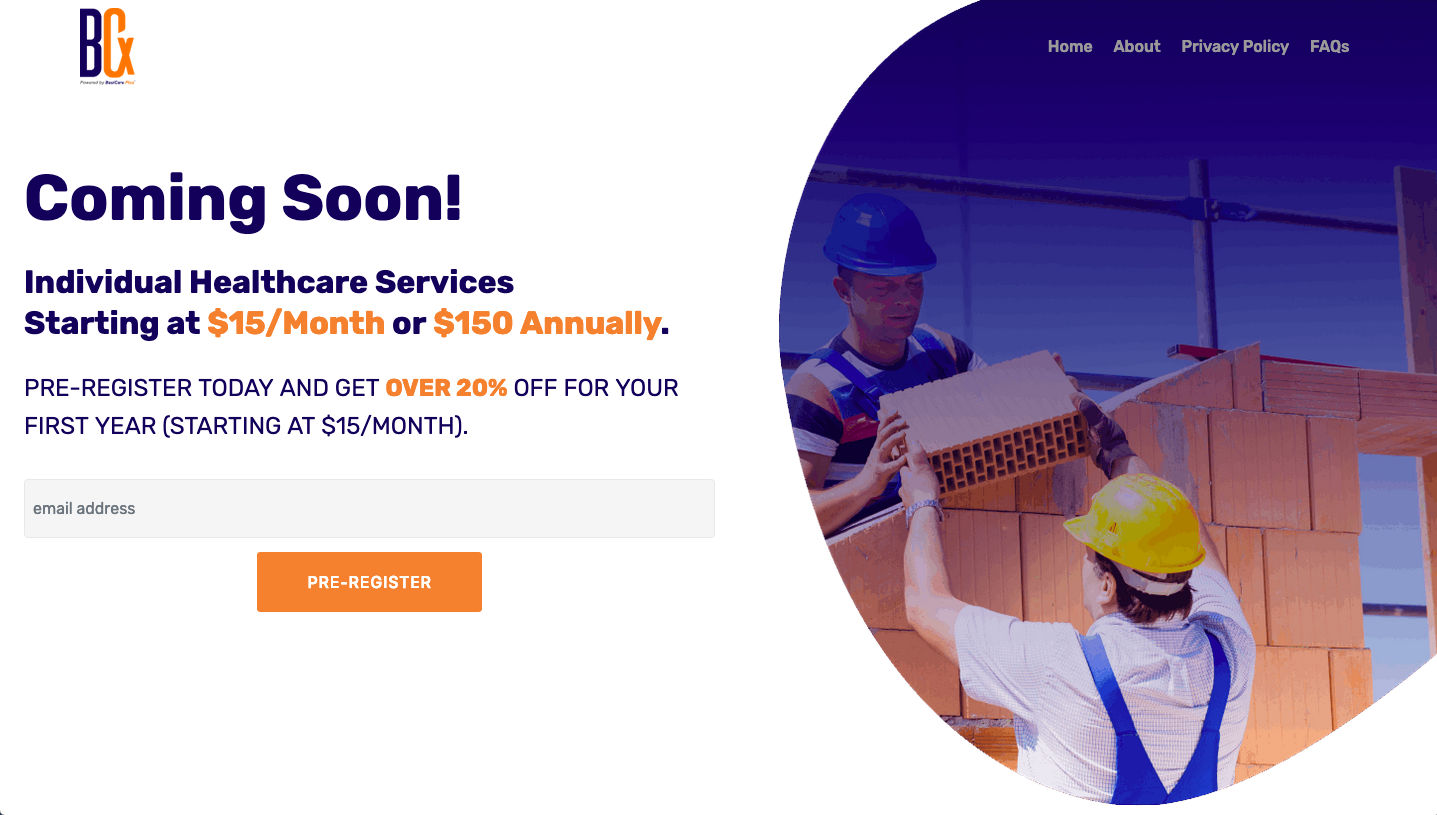 BCx
Powered by BestCare Plus
Home About Privacy Policy FAQs
Coming Soon!
Individual Healthcare Services
Starting at $15/Month or $150 Annually.
PRE-REGISTER TODAY AND GET OVER 20% OFF FOR YOUR
FIRST YEAR (STARTING AT $15/MONTH).
email address
PRE-REGISTER